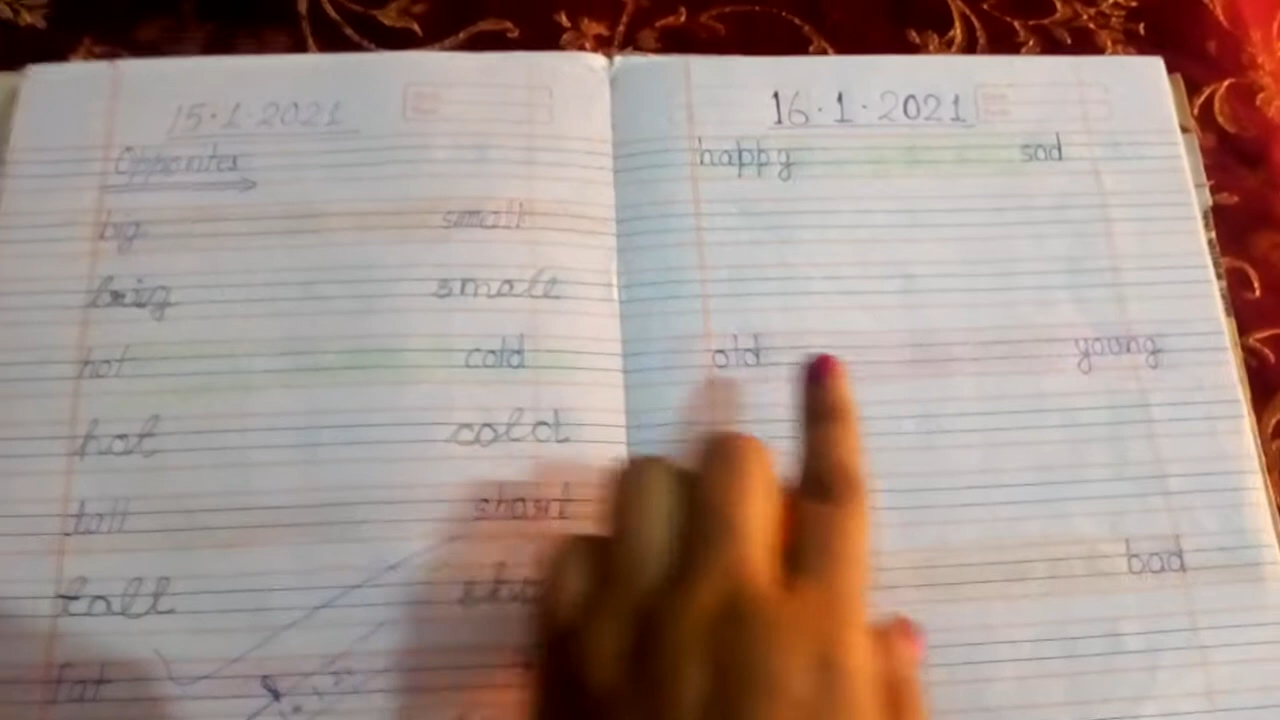 15.1.2021
Opposites
big small
big small
hot cold
hot cold
tall short
tall
fat
16.1.2021
happy sad
old young
bad